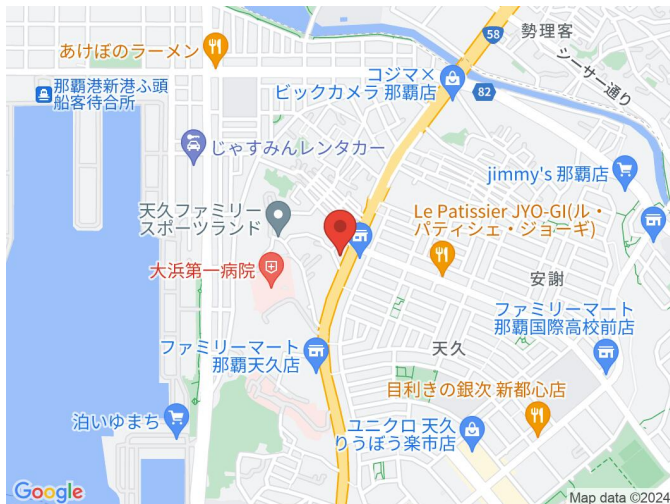 58
勢理客
シーサー通り
あけぼのラーメン
コジマ×
ビックカメラ 那覇店
82
那覇港新港ふ頭
船客待合所
じゃすみんレンタカー
jimmy's 那覇店
天久ファミリー
スポーツランド
Le Patissier JYO-GI(ル・
パティシェ・ジョーギ)
大浜第一病院
安謝
ファミリーマート
那覇国際高校前店
ファミリーマート
那覇天久店
天久
目利きの銀次 新都心店
泊いゆまち
ユニクロ 天久
りうぼう楽市店
Google
Map data ©2024